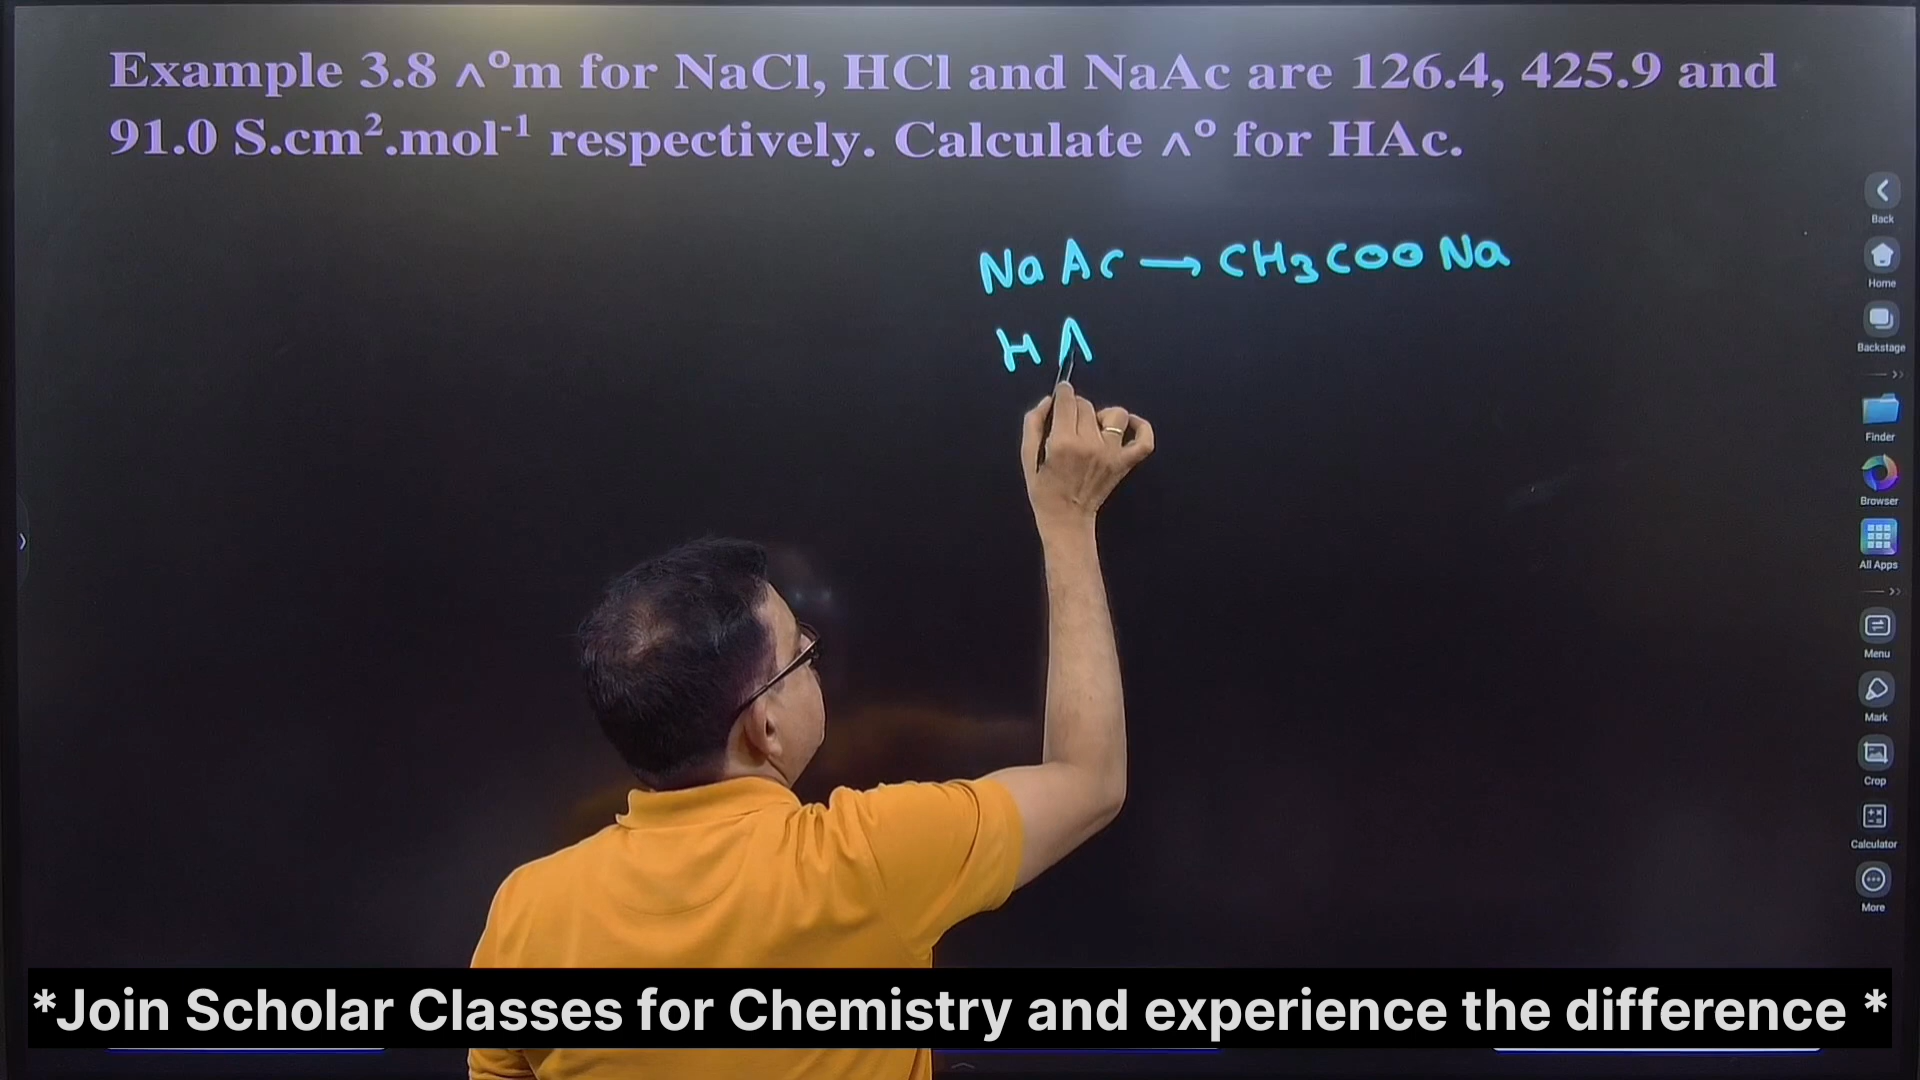 Example 3.8 ʌ°m for NaCl, HCl and NaAc are 126.4, 425.9 and
91.0 S.cm².mol⁻¹ respectively. Calculate ʌ° for HAc.
NaAc → CH3COONa
HA
Back
Home
Backstage
Finder
Browser
All Apps
Menu
Mark
Crop
Calculator
More
*Join Scholar Classes for Chemistry and experience the difference *